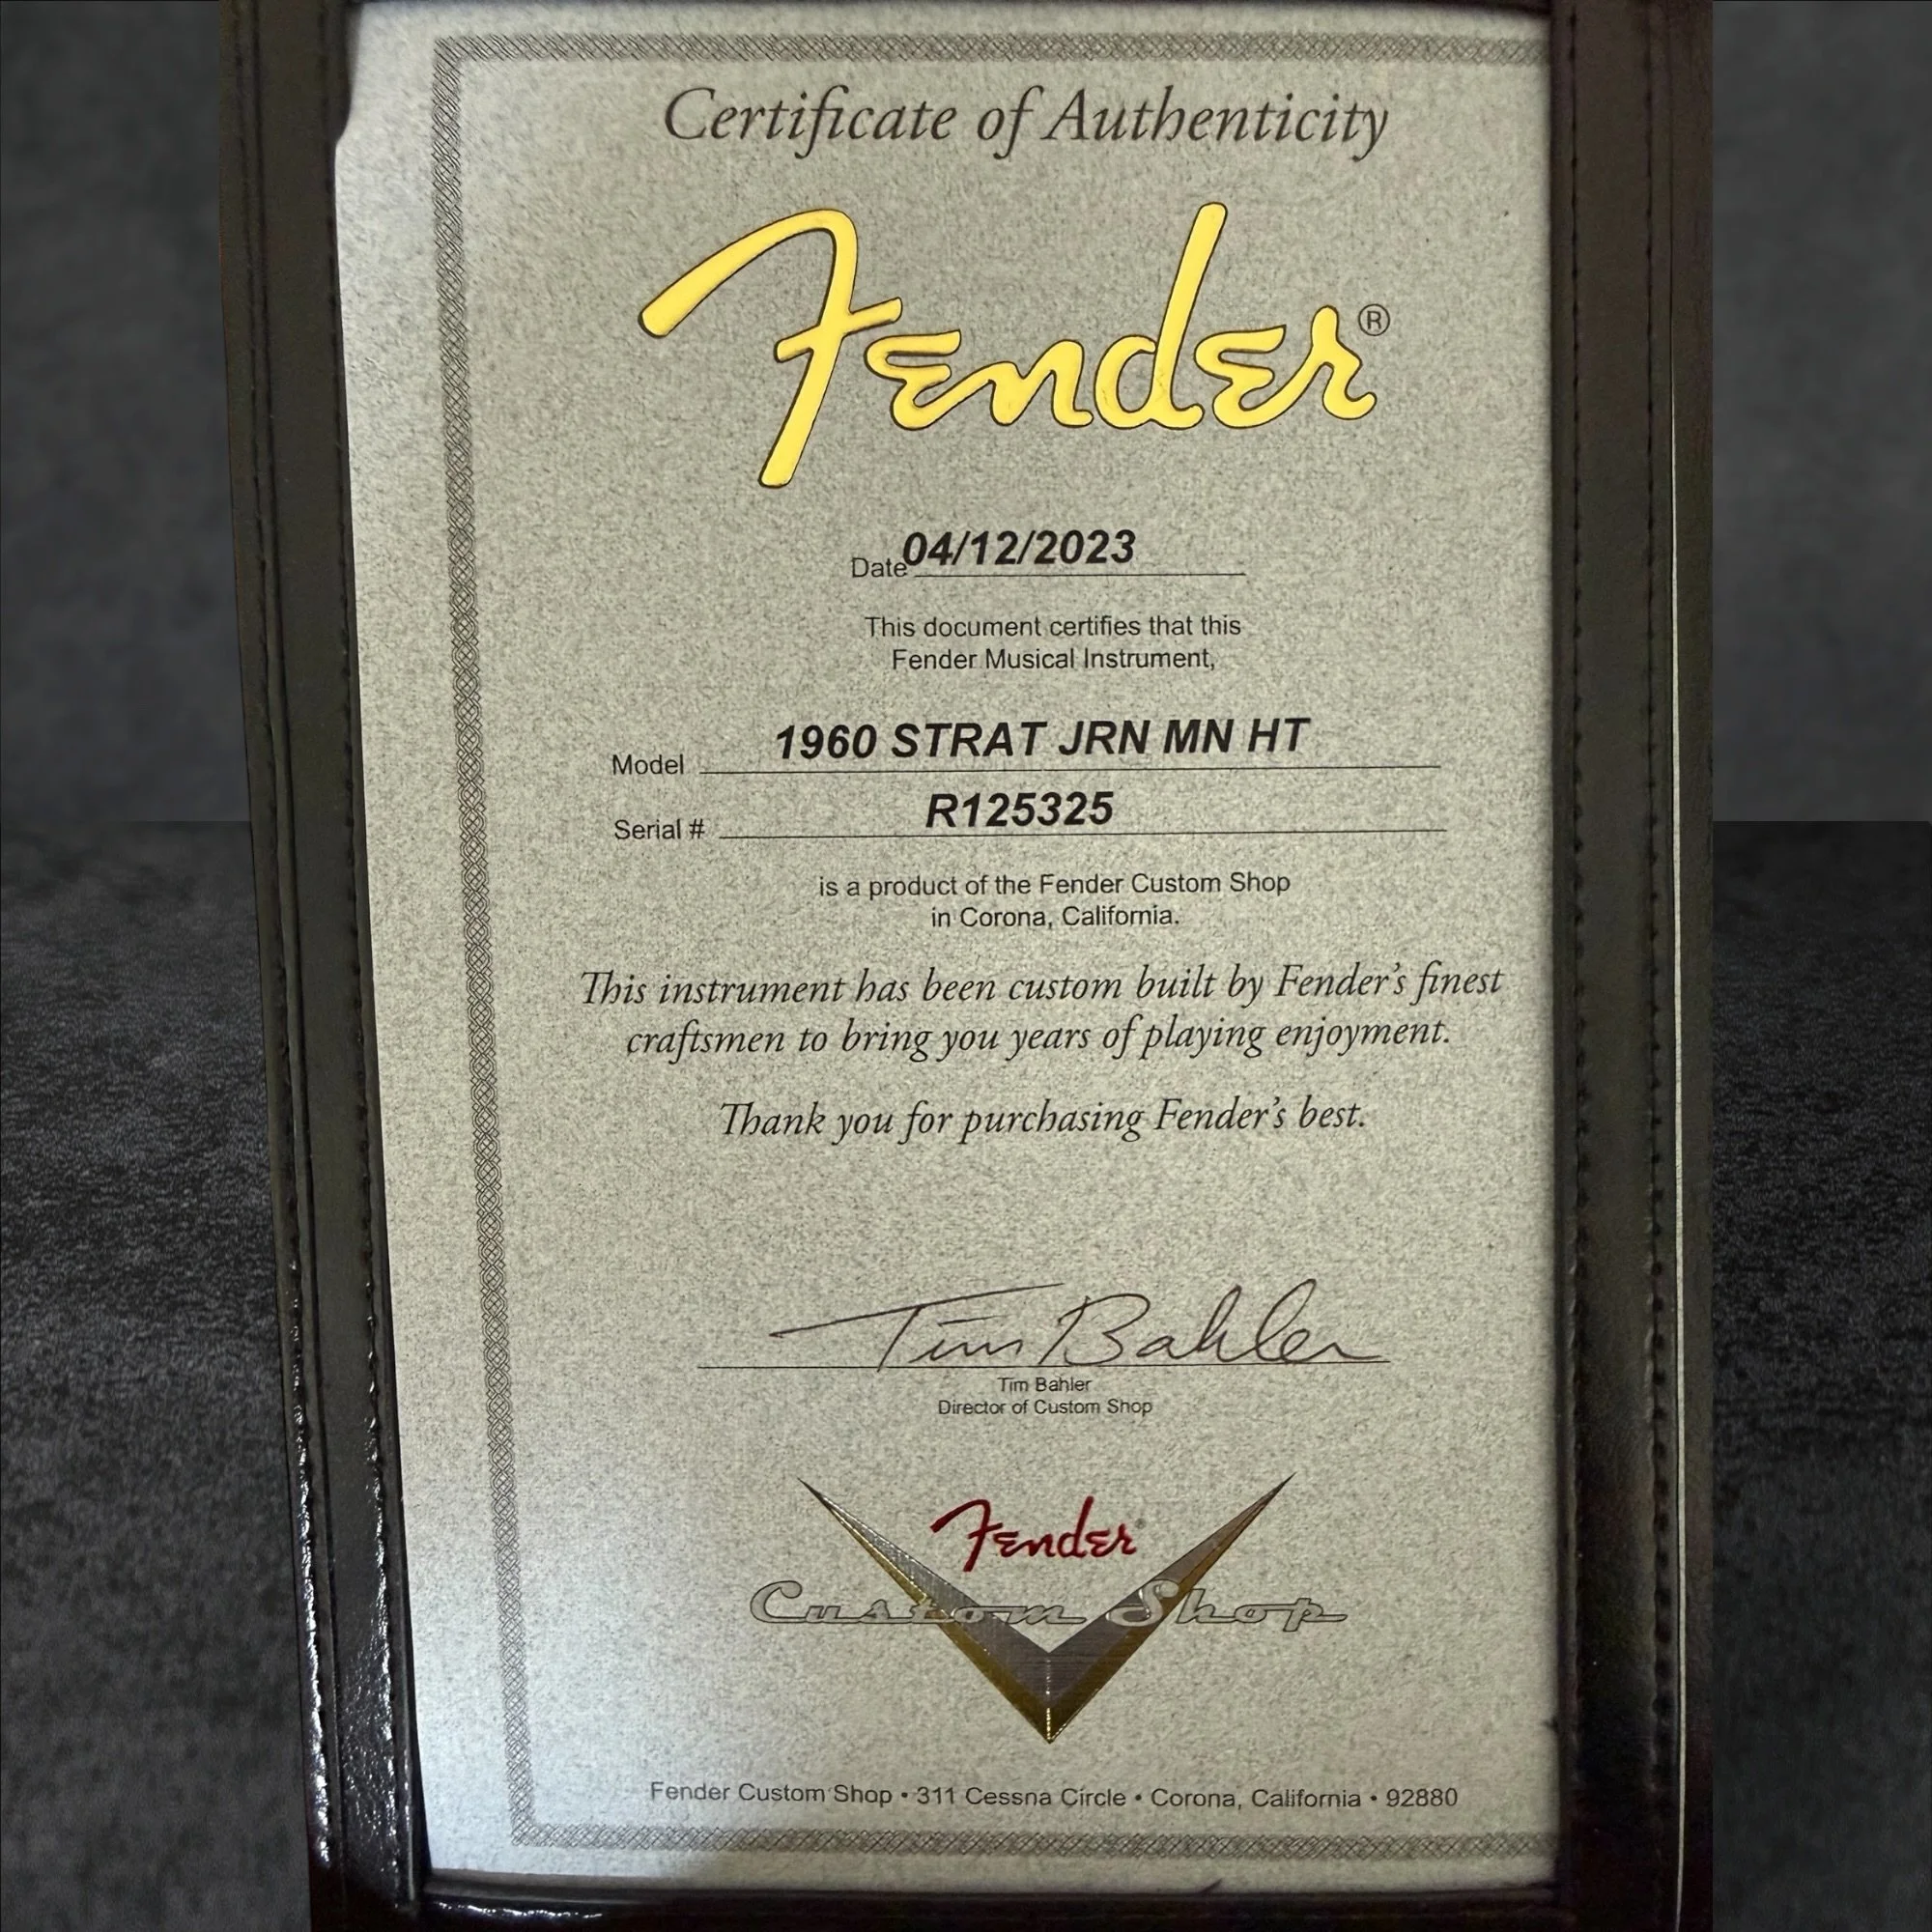 Certificate of Authenticity
Fender®
Date 04/12/2023
This document certifies that this
Fender Musical Instrument,
Model 1960 STRAT JRN MN HT
Serial # R125325
is a product of the Fender Custom Shop
in Corona, California.
This instrument has been custom built by Fender's finest
craftsmen to bring you years of playing enjoyment.
Thank you for purchasing Fender's best.
Tim Bahler
Tim Bahler
Director of Custom Shop
Fender®
Custom Shop
Fender Custom Shop • 311 Cessna Circle • Corona, California • 92880